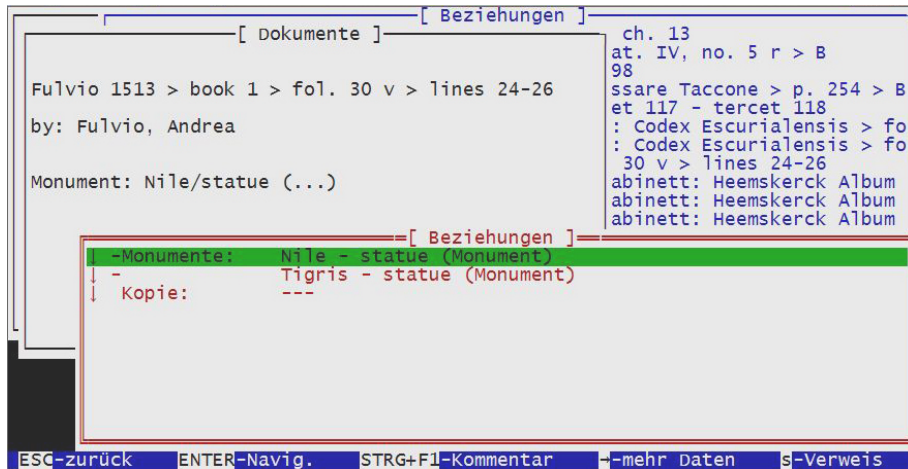 [ Beziehungen ]
[ Dokumente ]
ch. 13
at. IV, no. 5 r > B
98
Fulvio 1513 > book 1 > fol. 30 v > lines 24-26
ssare Taccone > p. 254 > B
et 117 - tercet 118
by: Fulvio, Andrea
: Codex Escurialensis > fo
: Codex Escurialensis > fo
30 v > lines 24-26
Monument: Nile/statue (...)
abinett: Heemskerck Album
abinett: Heemskerck Album
abinett: Heemskerck Album
[ Beziehungen ]
↓ -Monumente: Nile - statue (Monument)
↓ - Tigris - statue (Monument)
↓ Kopie: ---
ESC-zurück ENTER-Navig. STRG+F1-Kommentar →-mehr Daten s-Verweis